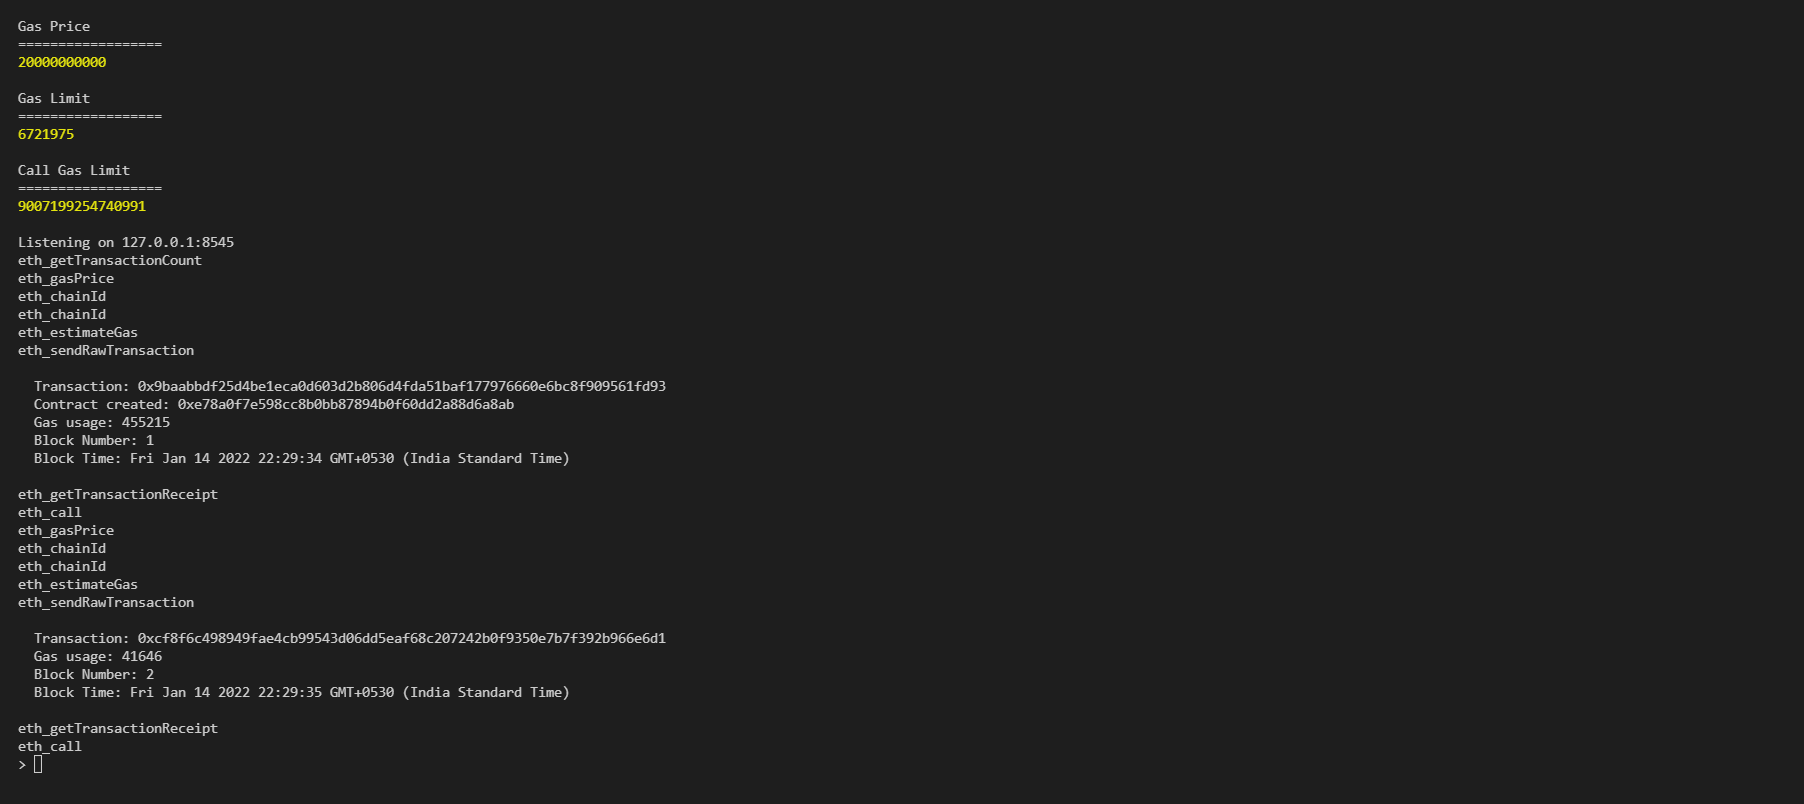 Gas Price
==================
20000000000
Gas Limit
==================
6721975
Call Gas Limit
==================
9007199254740991
Listening on 127.0.0.1:8545
eth_getTransactionCount
eth_gasPrice
eth_chainId
eth_chainId
eth_estimateGas
eth_sendRawTransaction
Transaction: 0x9baabbdf25d4be1eca0d603d2b806d4fda51baf177976660e6bc8f909561fd93
Contract created: 0xe78a0f7e598cc8b0bb87894b0f60dd2a88d6a8ab
Gas usage: 455215
Block Number: 1
Block Time: Fri Jan 14 2022 22:29:34 GMT+0530 (India Standard Time)
eth_getTransactionReceipt
eth_call
eth_gasPrice
eth_chainId
eth_chainId
eth_estimateGas
eth_sendRawTransaction
Transaction: 0xcf8f6c498949fae4cb99543d06dd5eaf68c207242b0f9350e7b7f392b966e6d1
Gas usage: 41646
Block Number: 2
Block Time: Fri Jan 14 2022 22:29:35 GMT+0530 (India Standard Time)
eth_getTransactionReceipt
eth_call
>